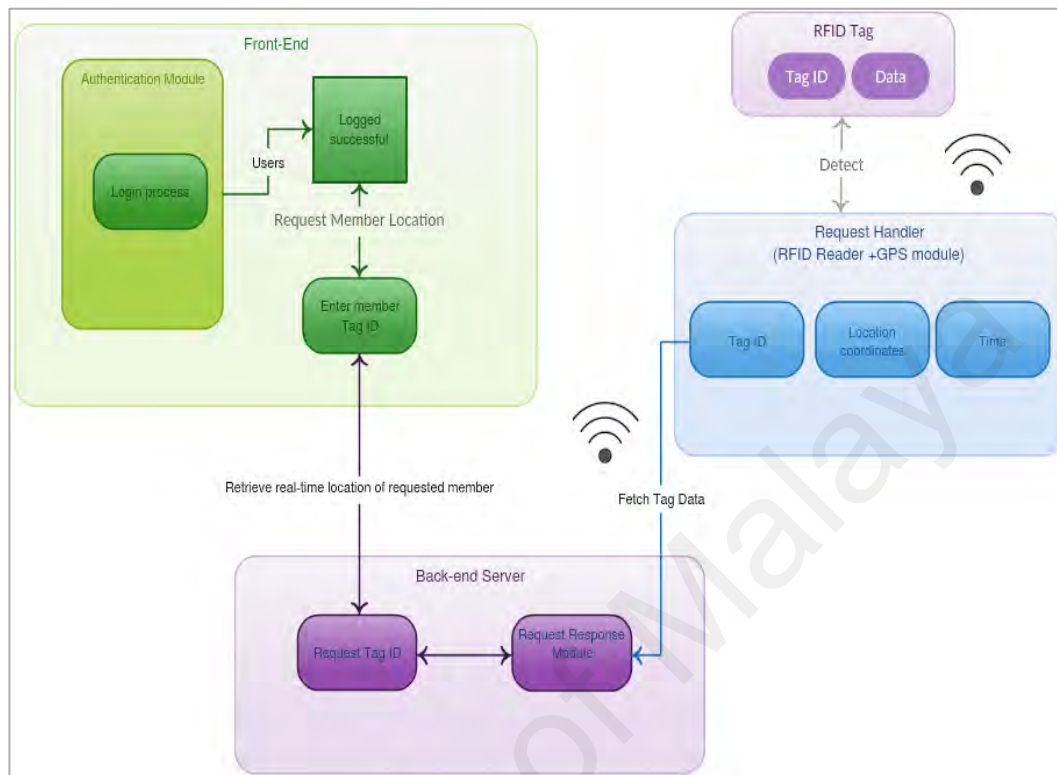 Front-End
Authentication Module
Login process
Users
Logged
successful
Request Member Location
Enter member
Tag ID
RFID Tag
Tag ID
Data
Detect
Request Handler
(RFID Reader +GPS module)
Tag ID
Location
coordinates
Time
Retrieve real-time location of requested member
Fetch Tag Data
Back-end Server
Request Tag ID
Request Response
Module
of Malaya